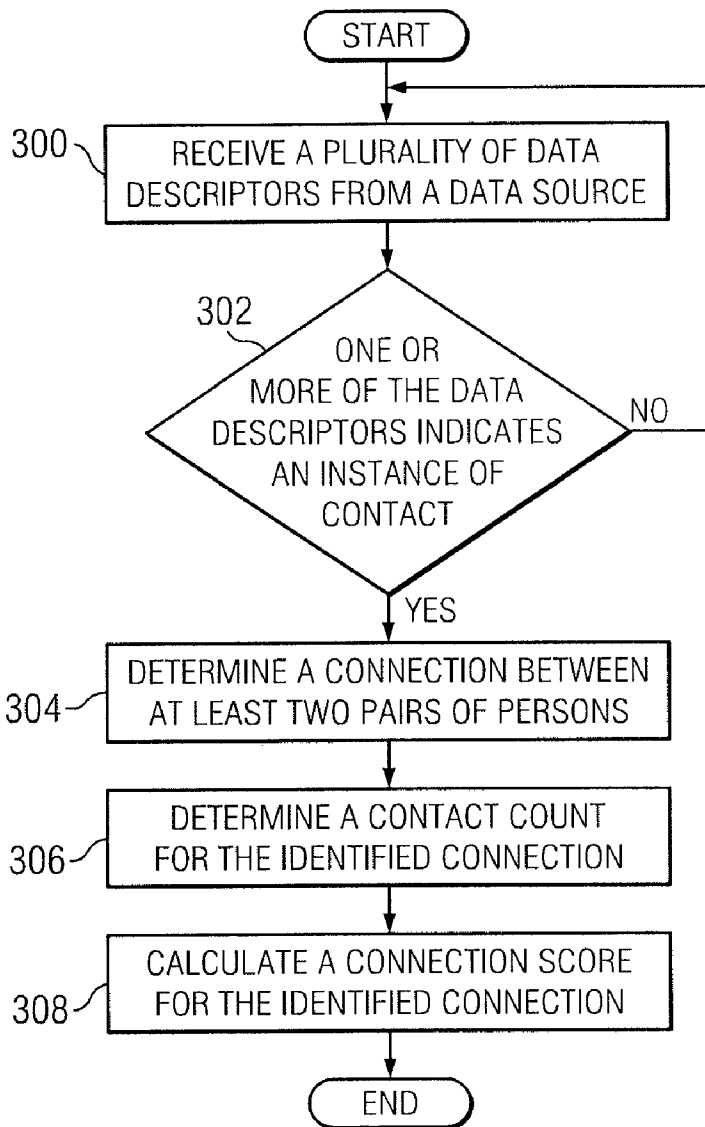 START
300
RECEIVE A PLURALITY OF DATA
DESCRIPTORS FROM A DATA SOURCE
302
ONE OR
MORE OF THE DATA
DESCRIPTORS INDICATES
AN INSTANCE OF
CONTACT
NO
YES
304
DETERMINE A CONNECTION BETWEEN
AT LEAST TWO PAIRS OF PERSONS
306
DETERMINE A CONTACT COUNT
FOR THE IDENTIFIED CONNECTION
308
CALCULATE A CONNECTION SCORE
FOR THE IDENTIFIED CONNECTION
END